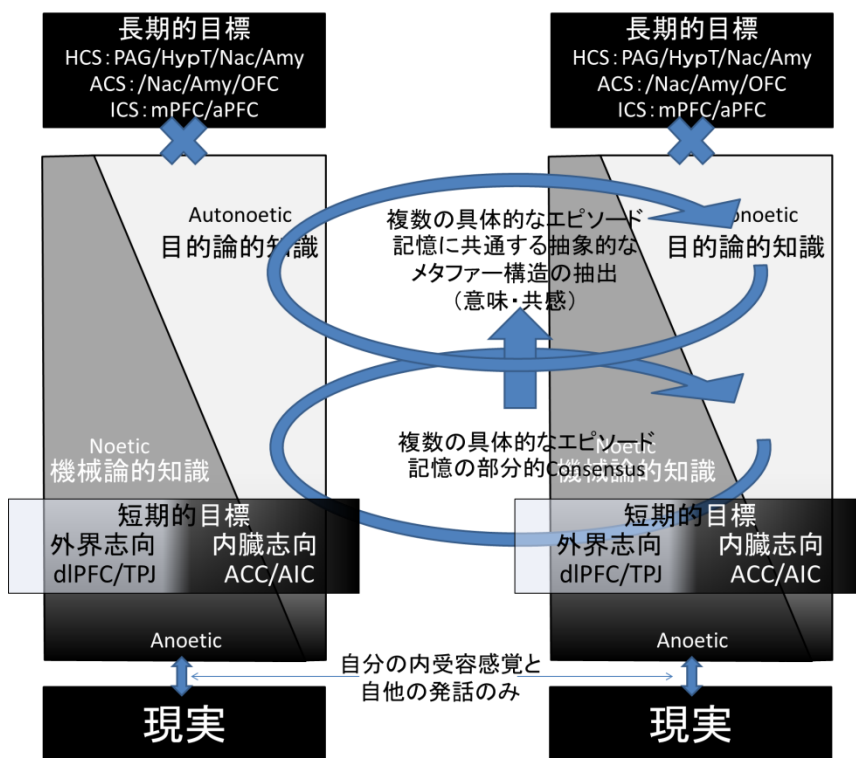 長期的目標
HCS：PAG/HypT/Nac/Amy
ACS：/Nac/Amy/OFC
ICS：mPFC/aPFC
Autonoetic
目的論的知識
Noetic
機械論的知識
短期的目標
外界志向
dlPFC/TPJ
内臓志向
ACC/AIC
Anoetic
現実
複数の具体的なエピソード
記憶に共通する抽象的な
メタファー構造の抽出
（意味・共感）
複数の具体的なエピソード
記憶の部分的Consensus
自分の内受容感覚と
自他の発話のみ
長期的目標
HCS：PAG/HypT/Nac/Amy
ACS：/Nac/Amy/OFC
ICS：mPFC/aPFC
noetic
目的論的知識
Noetic
機械論的知識
短期的目標
外界志向
dlPFC/TPJ
内臓志向
ACC/AIC
Anoetic
現実